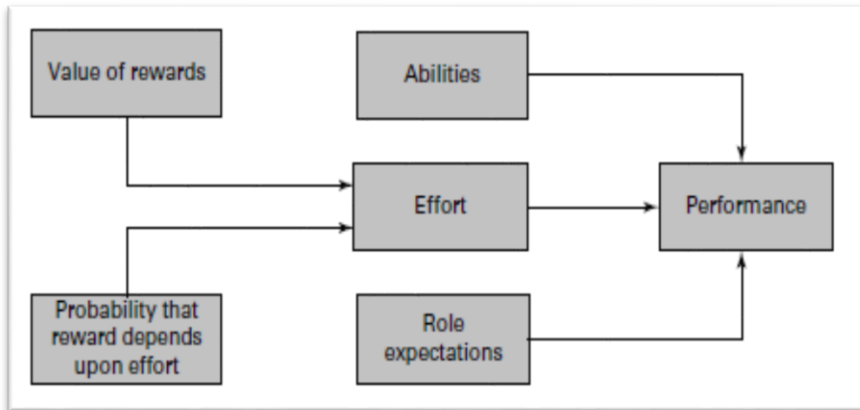 Value of rewards
Abilities
Effort
Performance
Probability that
reward depends
upon effort
Role
expectations